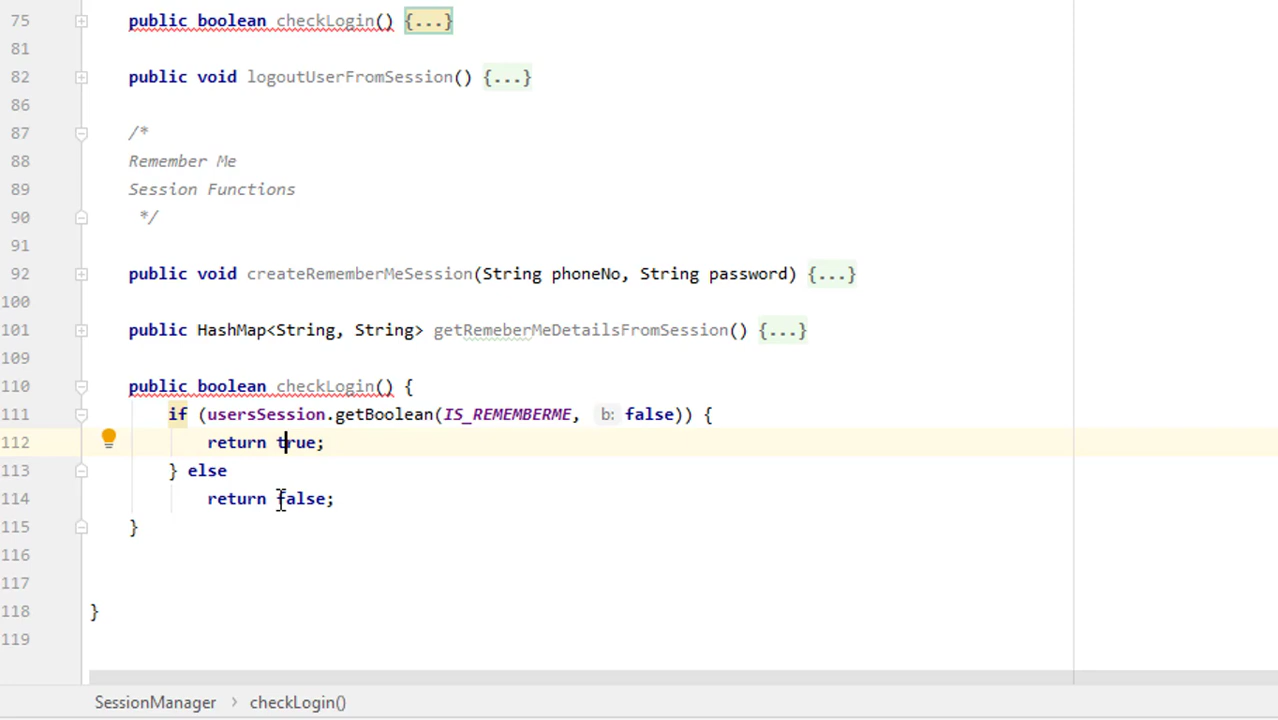 75 public boolean checkLogin() {...}
81
82 public void logoutUserFromSession() {...}
86
87 /*
88 Remember Me
89 Session Functions
90 */
91
92 public void createRememberMeSession(String phoneNo, String password) {...}
100
101 public HashMap<String, String> getRemeberMeDetailsFromSession() {...}
109
110 public boolean checkLogin() {
111 if (usersSession.getBoolean(IS_REMEMBERME, b: false)) {
112 return true;
113 } else
114 return false;
115 }
116
117
118 }
119
SessionManager > checkLogin()